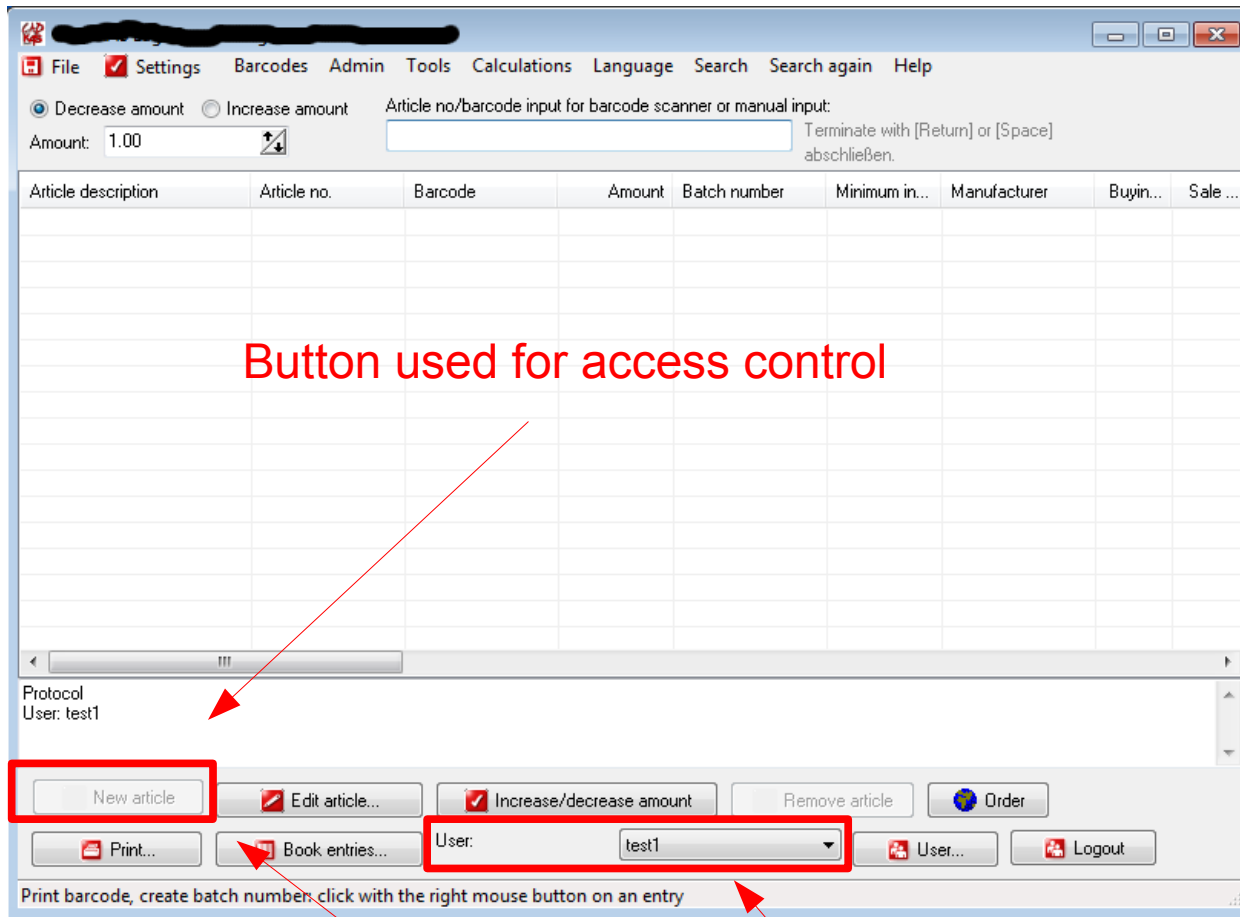 File Settings Barcodes Admin Tools Calculations Language Search Search again Help
Decrease amount Increase amount Article no/barcode input for barcode scanner or manual input:
Amount: 1.00 Terminate with [Return] or [Space]
abschließen.
Article description Article no. Barcode Amount Batch number Minimum in... Manufacturer Buyin... Sale ...
Button used for access control
Protocol
User: test1
New article Edit article... Increase/decrease amount Remove article Order
Print... Book entries... User: test1 User... Logout
Print barcode, create batch number: click with the right mouse button on an entry